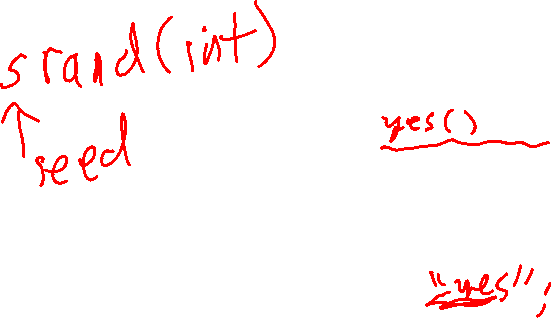 srand(int)
seed
yes()
"yes";